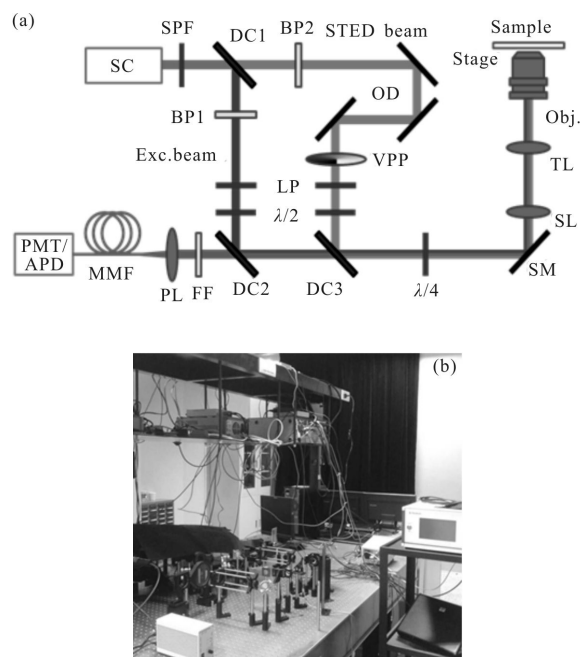 (a)
SPF
DC1
BP2
STED beam
Sample
SC
Stage
OD
BP1
Obj.
Exc.beam
VPP
TL
LP
λ/2
SL
PMT/
APD
MMF
PL
FF
DC2
DC3
λ/4
SM
(b)